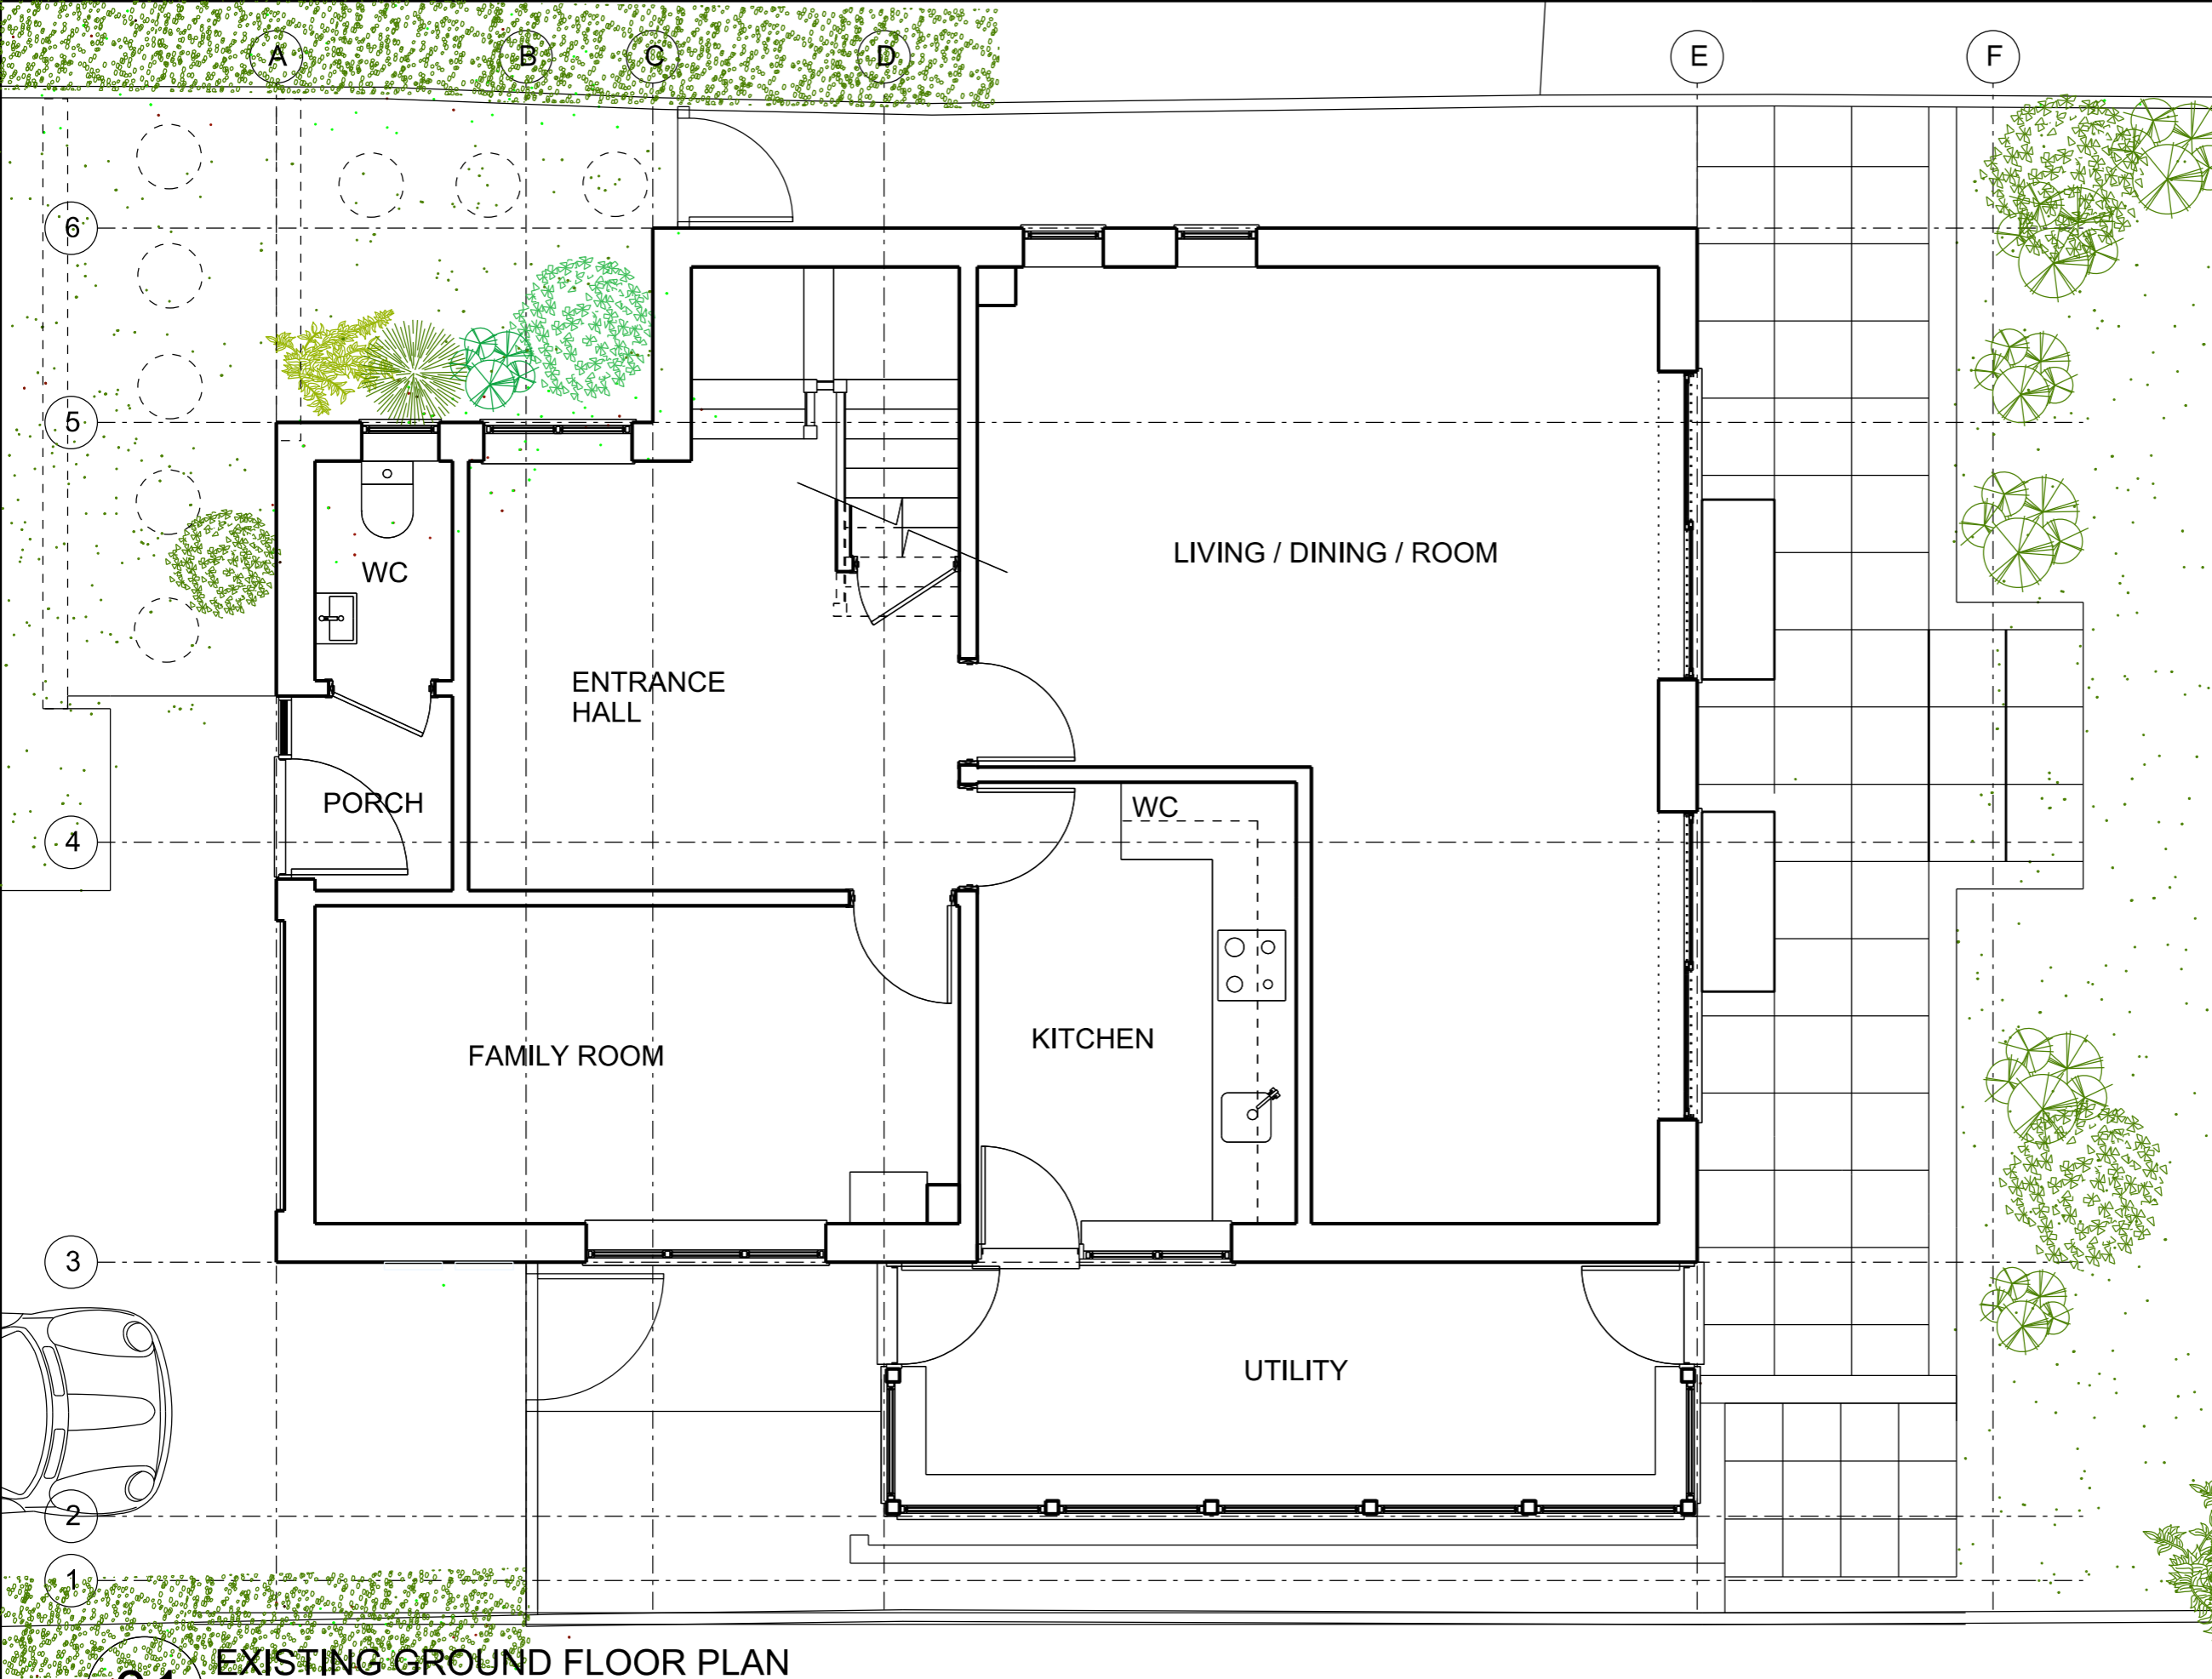 A B C D E F
6
5
LIVING / DINING / ROOM
WC
ENTRANCE
HALL
PORCH
WC
4
KITCHEN
FAMILY ROOM
3
UTILITY
2
1
EXISTING GROUND FLOOR PLAN